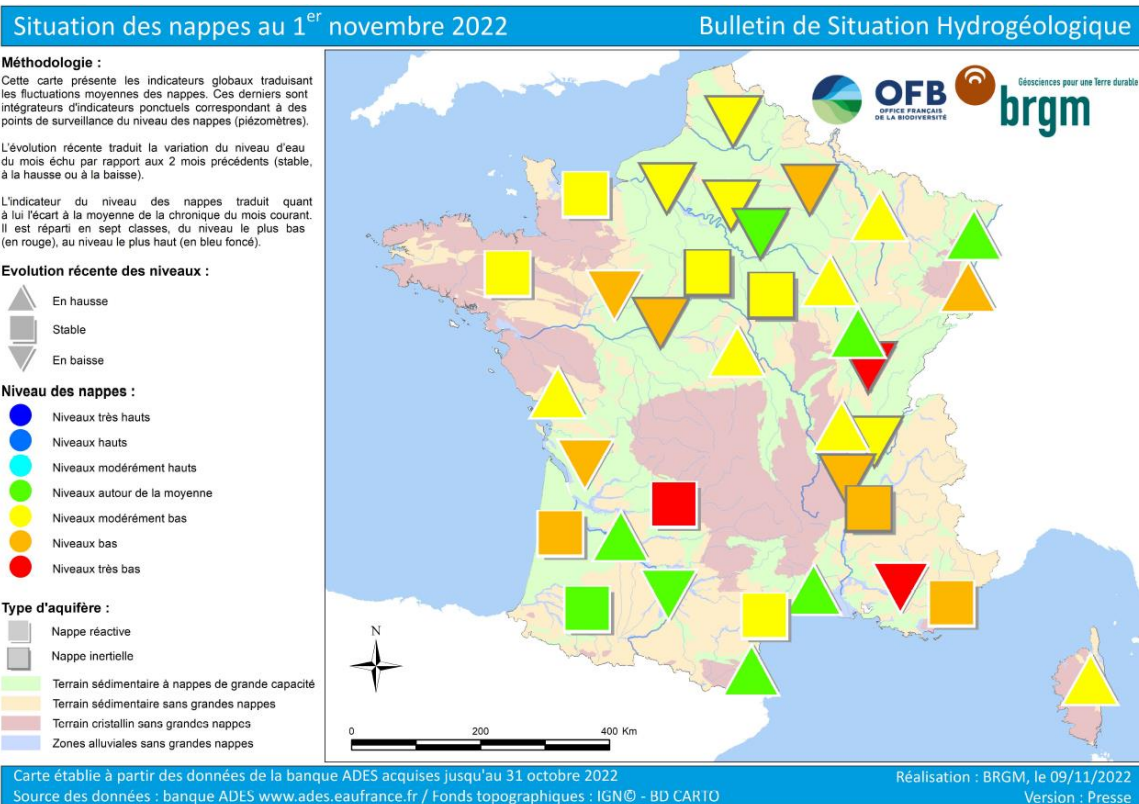 Situation des nappes au 1er novembre 2022
Bulletin de Situation Hydrogéologique
Méthodologie :
Cette carte présente les indicateurs globaux traduisant
les fluctuations moyennes des nappes. Ces derniers sont
intégrateurs d'indicateurs ponctuels correspondant à des
points de surveillance du niveau des nappes (piézomètres).
L'évolution récente traduit la variation du niveau d'eau
du mois échu par rapport aux 2 mois précédents (stable,
à la hausse ou à la baisse).
L'indicateur du niveau des nappes traduit quant
à lui l'écart à la moyenne de la chronique du mois courant.
Il est réparti en sept classes, du niveau le plus bas
(en rouge), au niveau le plus haut (en bleu foncé).
Evolution récente des niveaux :
En hausse
Stable
En baisse
Niveau des nappes :
Niveaux très hauts
Niveaux hauts
Niveaux modérément hauts
Niveaux autour de la moyenne
Niveaux modérément bas
Niveaux bas
Niveaux très bas
Type d'aquifère :
Nappe réactive
Nappe inertielle
Terrain sédimentaire à nappes de grande capacité
Terrain sédimentaire sans grandes nappes
Terrain cristallin sans grandes nappes
Zones alluviales sans grandes nappes
OFB
OFFICE FRANÇAIS
DE LA BIODIVERSITÉ
Géosciences pour une Terre durable
brgm
N
0 200 400 Km
Carte établie à partir des données de la banque ADES acquises jusqu'au 31 octobre 2022
Source des données : banque ADES www.ades.eaufrance.fr / Fonds topographiques : IGN© - BD CARTO
Réalisation : BRGM, le 09/11/2022
Version : Presse